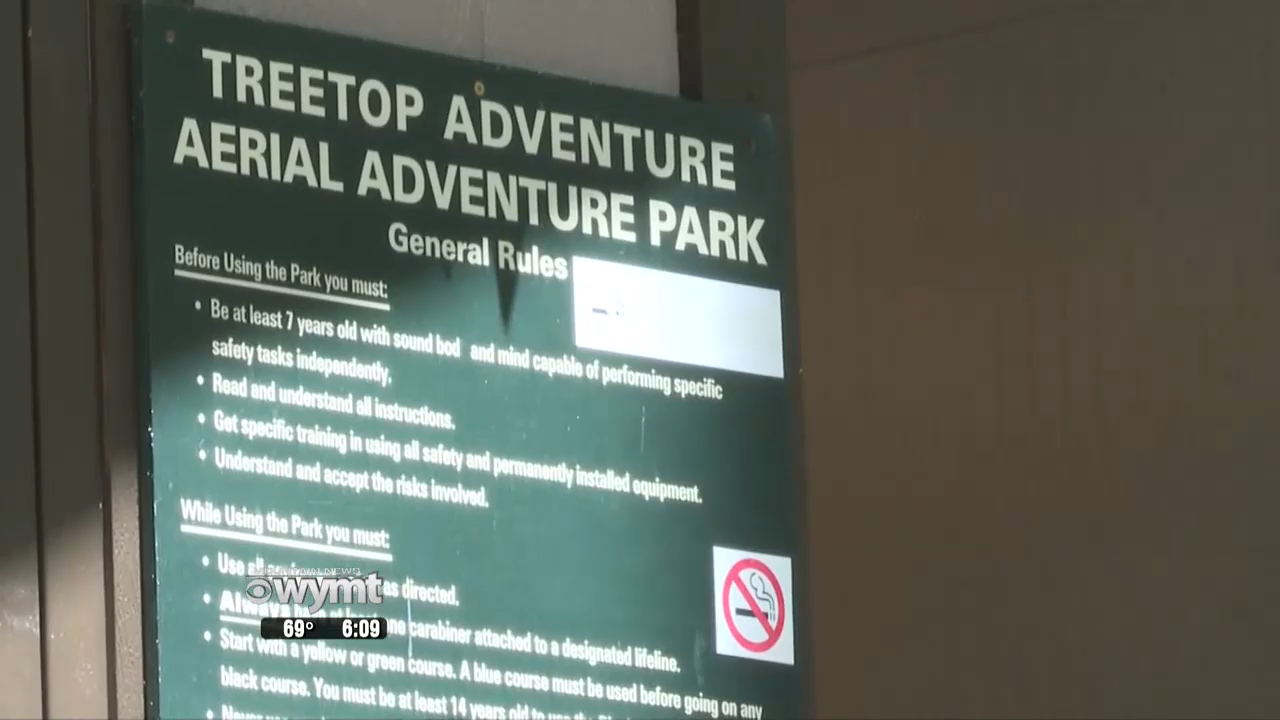 TREETOP ADVENTURE
AERIAL ADVENTURE PARK
General Rules
Before Using the Park you must:
• Be at least 7 years old with sound bod and mind capable of performing specific
safety tasks independently.
• Read and understand all instructions.
• Get specific training in using all safety and permanently installed equipment.
• Understand and accept the risks involved.
While Using the Park you must:
• Use all as directed.
• Always one carabiner attached to a designated lifeline.
• Start with a yellow or green course. A blue course must be used before going on any
black course. You must be at least 14 years old to use the
• Never
wymt
69° 6:09